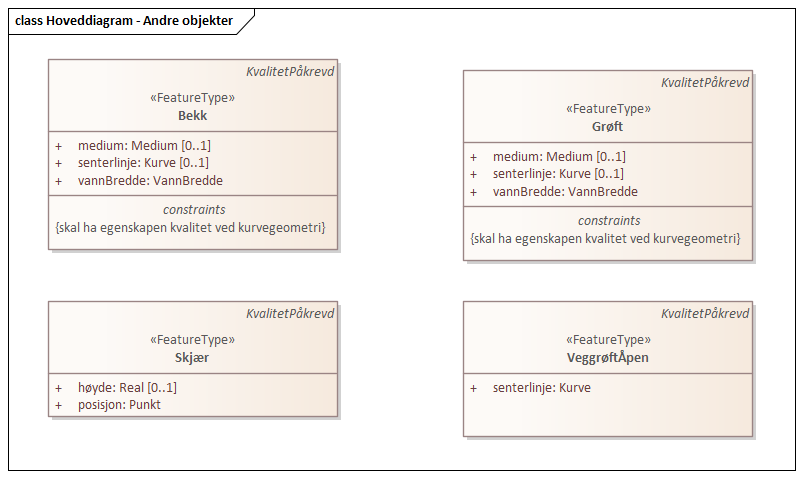 class Hoveddiagram - Andre objekter
KvalitetPåkrevd
«FeatureType»
Bekk
+ medium: Medium [0..1]
+ senterlinje: Kurve [0..1]
+ vannBredde: VannBredde
constraints
{skal ha egenskapen kvalitet ved kurvegeometri}
KvalitetPåkrevd
«FeatureType»
Grøft
+ medium: Medium [0..1]
+ senterlinje: Kurve [0..1]
+ vannBredde: VannBredde
constraints
{skal ha egenskapen kvalitet ved kurvegeometri}
KvalitetPåkrevd
«FeatureType»
Skjær
+ høyde: Real [0..1]
+ posisjon: Punkt
KvalitetPåkrevd
«FeatureType»
VeggrøftÅpen
+ senterlinje: Kurve